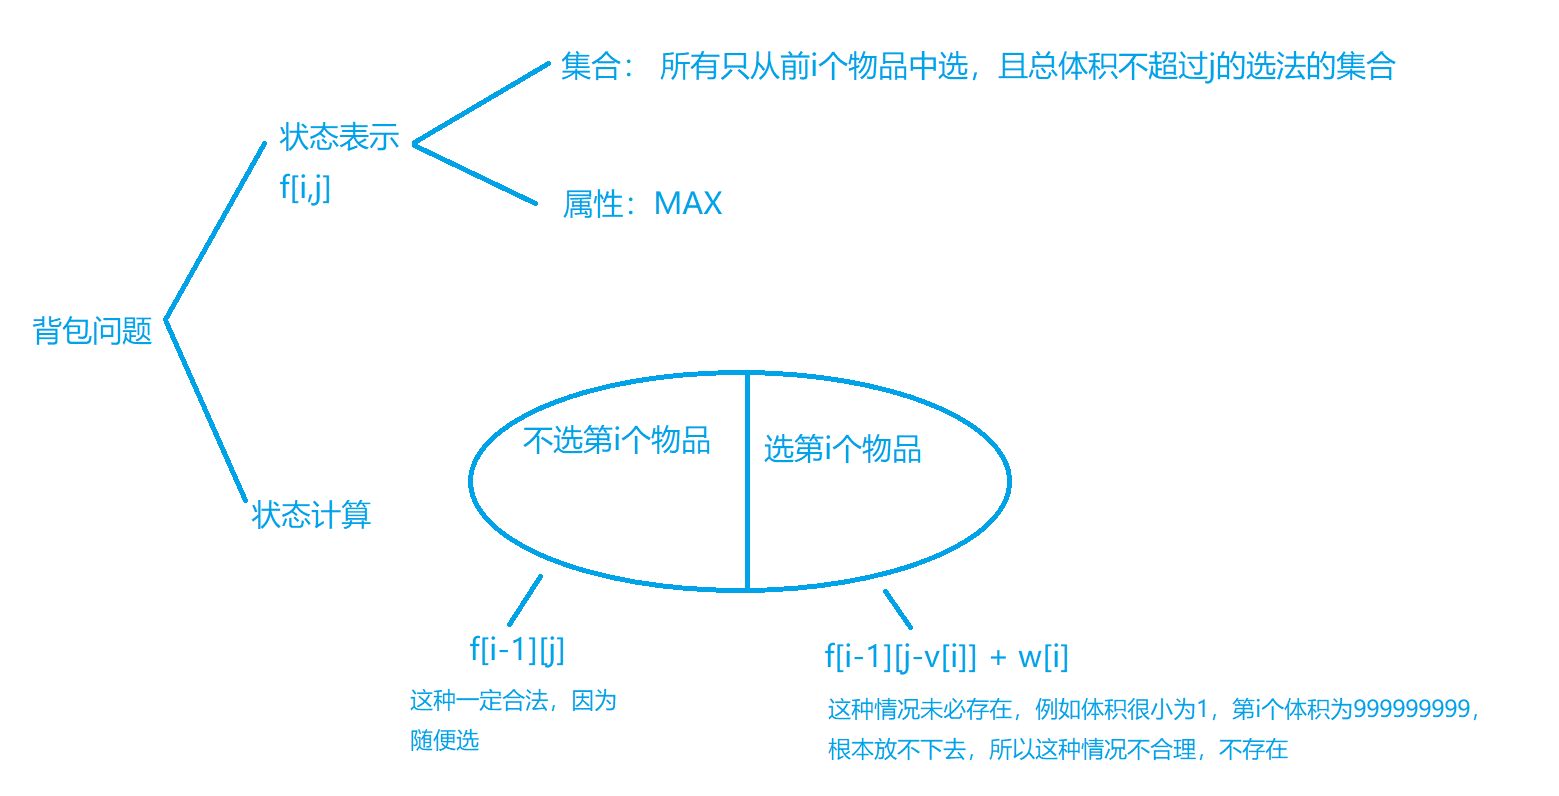 集合： 所有只从前i个物品中选，且总体积不超过j的选法的集合
状态表示
f[i,j]
属性：MAX
背包问题
不选第i个物品
选第i个物品
状态计算
f[i-1][j]
这种一定合法，因为
随便选
f[i-1][j-v[i]] + w[i]
这种情况未必存在，例如体积很小为1，第i个体积为999999999，
根本放不下去，所以这种情况不合理，不存在